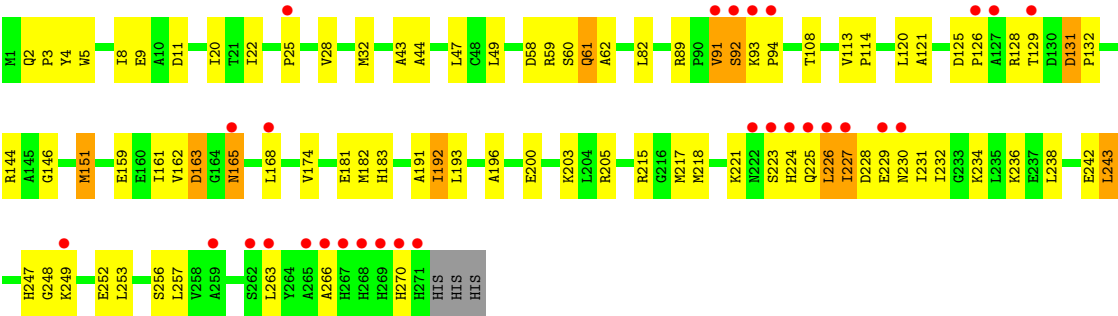 M1 Q2 P3 Y4 W5 I8 E9 A10 D11 I20 T21 I22 P25 V28 M32 A43 A44 L47 C48 L49 D58 R59 S60 Q61 A62 L82 R89 P90 V91 S92 K93 P94 T108 V113 P114 L120 A121 D125 P126 A127 R128 T129 D130 D131 P132
R144 A145 G146 M151 E159 E160 I161 V162 D163 G164 N165 L168 V174 E181 M182 H183 A191 I192 L193 A196 E200 K203 L204 R205 R215 G216 M217 M218 K221 N222 S223 H224 Q225 L226 I227 D228 E229 N230 I231 I232 G233 K234 L235 K236 E237 L238 E242 L243
H247 G248 K249 E252 L253 S256 L257 V258 A259 S262 L263 Y264 A265 A266 H267 H268 H269 H270 H271 HIS HIS HIS